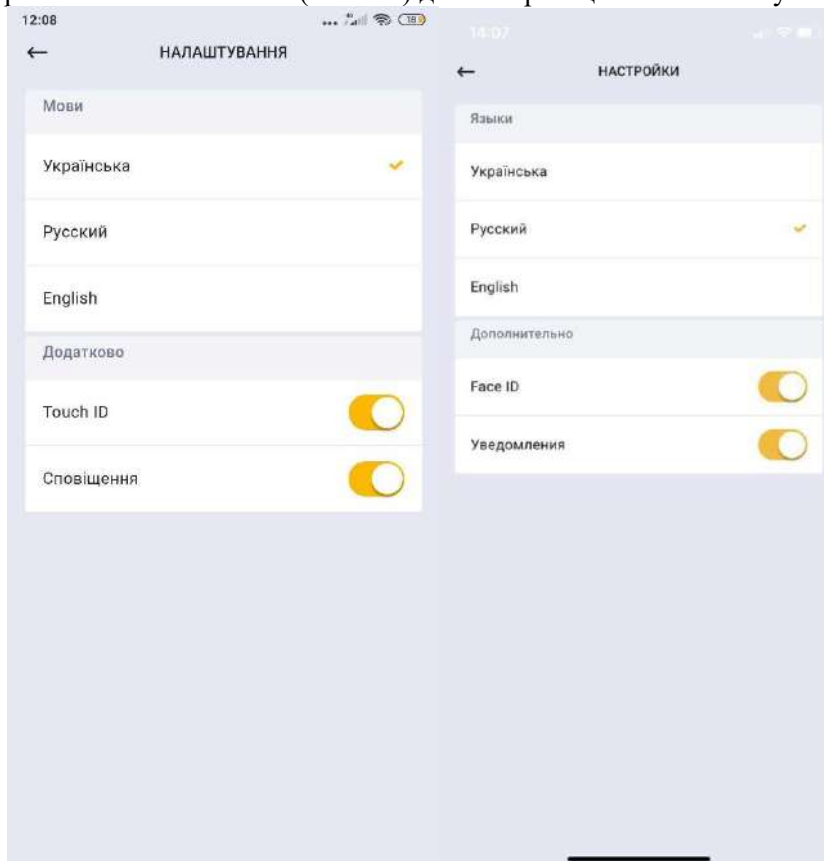 12:08
18
НАЛАШТУВАННЯ
Мови
Українська
Русский
English
Додатково
Touch ID
Сповіщення
14:07
НАСТРОЙКИ
Языки
Українська
Русский
English
Дополнительно
Face ID
Уведомления